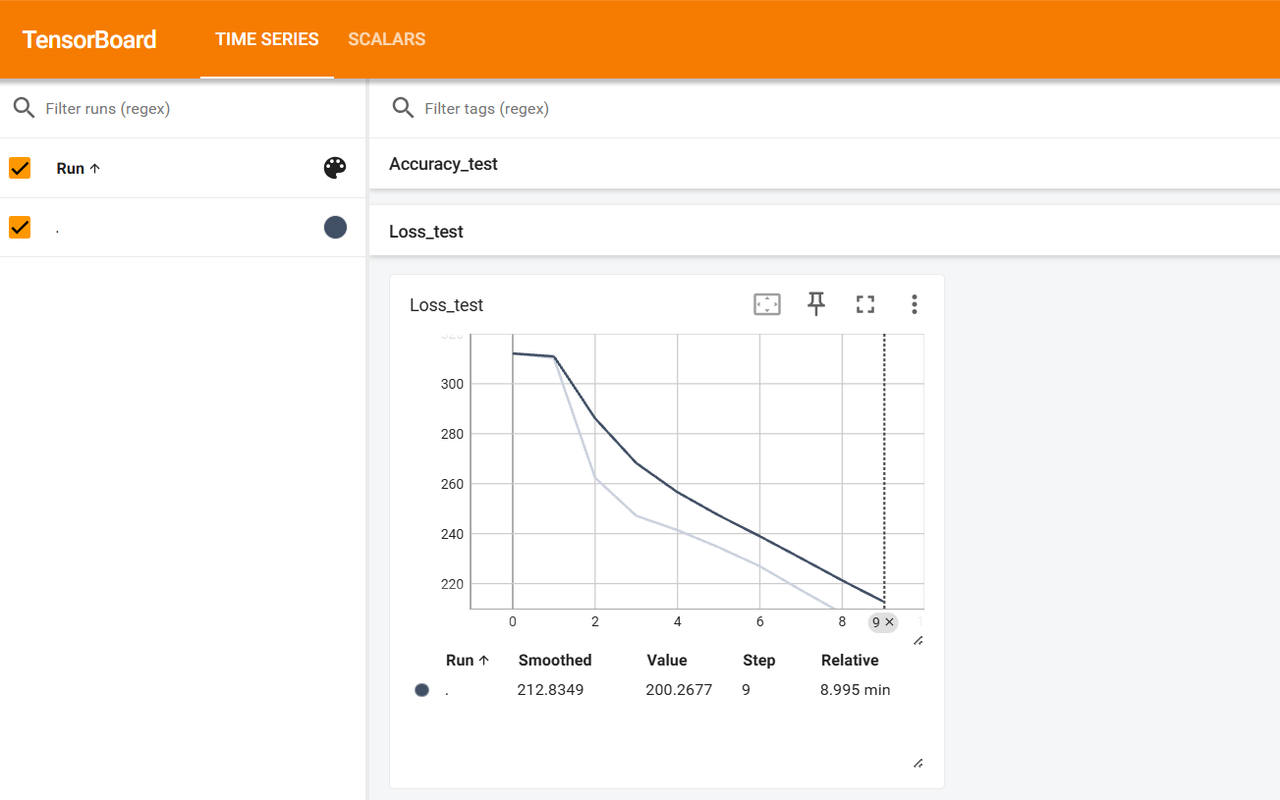 TensorBoard TIME SERIES SCALARS
Filter runs (regex)
Filter tags (regex)
Run ↑
.
Accuracy_test
Loss_test
Loss_test
300
280
260
240
220
0 2 4 6 8 9 ×
Run ↑ Smoothed Value Step Relative
. 212.8349 200.2677 9 8.995 min